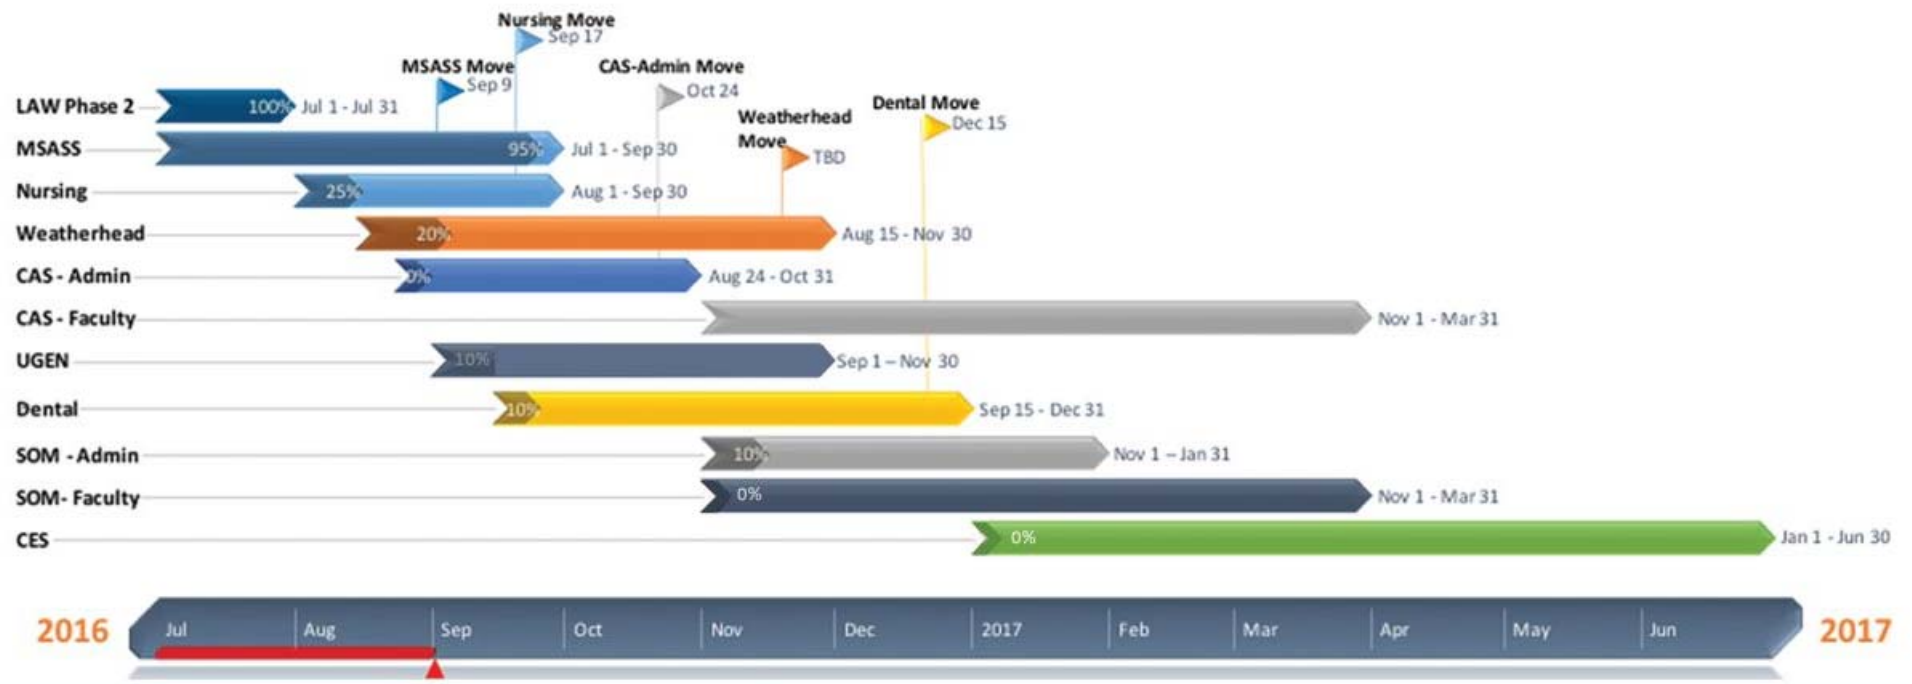 Nursing Move
Sep 17
MSASS Move
Sep 9
CAS-Admin Move
Oct 24
Weatherhead
Move
TBD
Dental Move
Dec 15
LAW Phase 2 100% Jul 1 - Jul 31
MSASS 95% Jul 1 - Sep 30
Nursing 25% Aug 1 - Sep 30
Weatherhead 20% Aug 15 - Nov 30
CAS - Admin 0% Aug 24 - Oct 31
CAS - Faculty Nov 1 - Mar 31
UGEN 10% Sep 1 – Nov 30
Dental 10% Sep 15 - Dec 31
SOM - Admin 10% Nov 1 – Jan 31
SOM- Faculty 0% Nov 1 - Mar 31
CES 0% Jan 1 - Jun 30
2016 Jul Aug Sep Oct Nov Dec 2017 Feb Mar Apr May Jun 2017